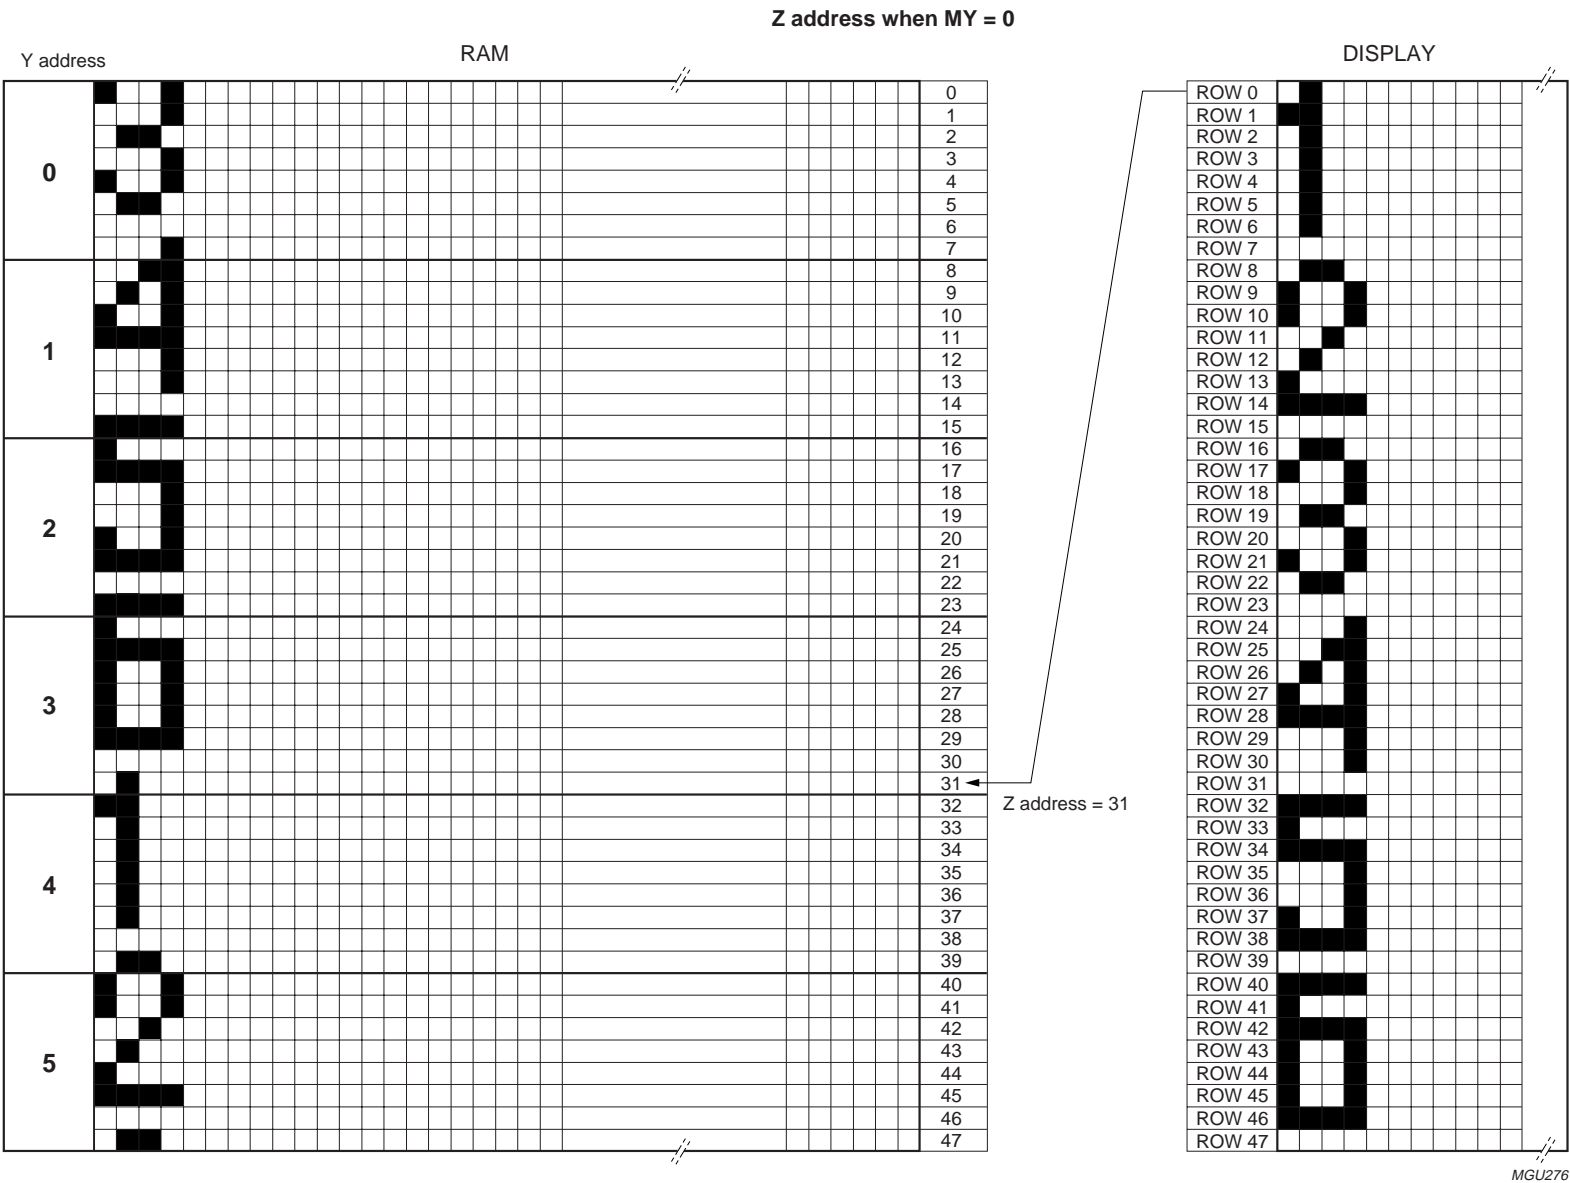 Z address when MY = 0
Y address
RAM
DISPLAY
0
1
2
3
4
5
0
1
2
3
4
5
6
7
8
9
10
11
12
13
14
15
16
17
18
19
20
21
22
23
24
25
26
27
28
29
30
31
32
33
34
35
36
37
38
39
40
41
42
43
44
45
46
47
Z address = 31
ROW 0
ROW 1
ROW 2
ROW 3
ROW 4
ROW 5
ROW 6
ROW 7
ROW 8
ROW 9
ROW 10
ROW 11
ROW 12
ROW 13
ROW 14
ROW 15
ROW 16
ROW 17
ROW 18
ROW 19
ROW 20
ROW 21
ROW 22
ROW 23
ROW 24
ROW 25
ROW 26
ROW 27
ROW 28
ROW 29
ROW 30
ROW 31
ROW 32
ROW 33
ROW 34
ROW 35
ROW 36
ROW 37
ROW 38
ROW 39
ROW 40
ROW 41
ROW 42
ROW 43
ROW 44
ROW 45
ROW 46
ROW 47
1
2
3
4
5
6
MGU276